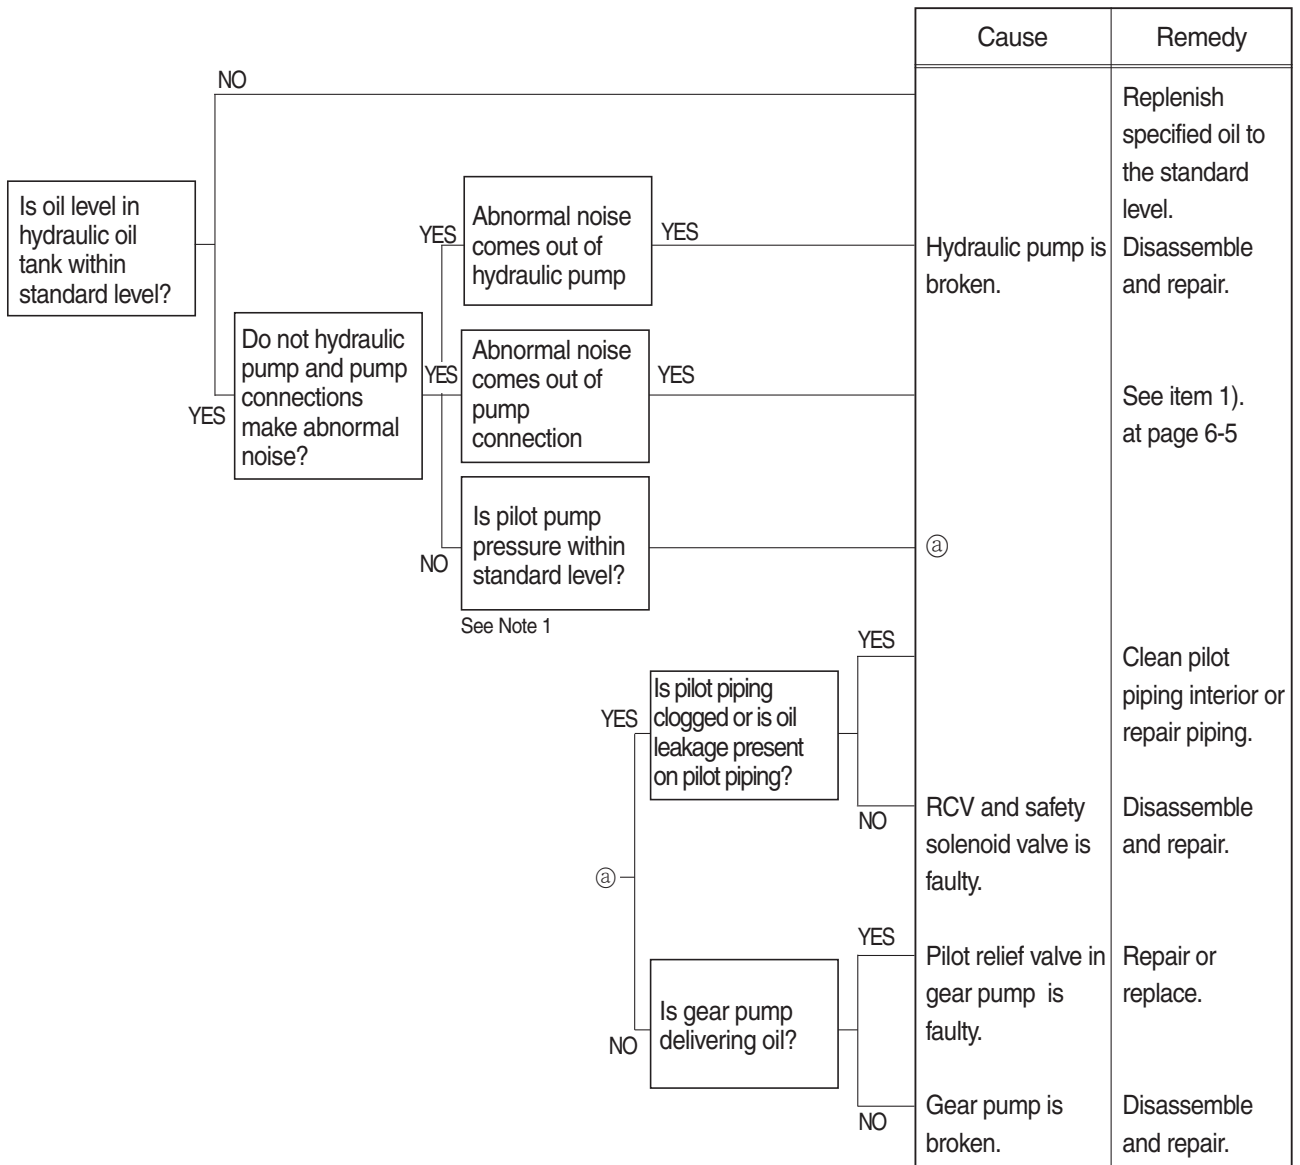 Cause
Remedy
NO
Replenish
specified oil to
the standard
level.
Is oil level in
hydraulic oil
tank within
standard level?
YES
Abnormal noise
comes out of
hydraulic pump
YES
Hydraulic pump is
broken.
Disassemble
and repair.
YES
Do not hydraulic
pump and pump
connections
make abnormal
noise?
YES
Abnormal noise
comes out of
pump
connection
YES
See item 1).
at page 6-5
NO
Is pilot pump
pressure within
standard level?
ⓐ
See Note 1
ⓐ
YES
Is pilot piping
clogged or is oil
leakage present
on pilot piping?
YES
Clean pilot
piping interior or
repair piping.
NO
RCV and safety
solenoid valve is
faulty.
Disassemble
and repair.
NO
Is gear pump
delivering oil?
YES
Pilot relief valve in
gear pump is
faulty.
Repair or
replace.
NO
Gear pump is
broken.
Disassemble
and repair.